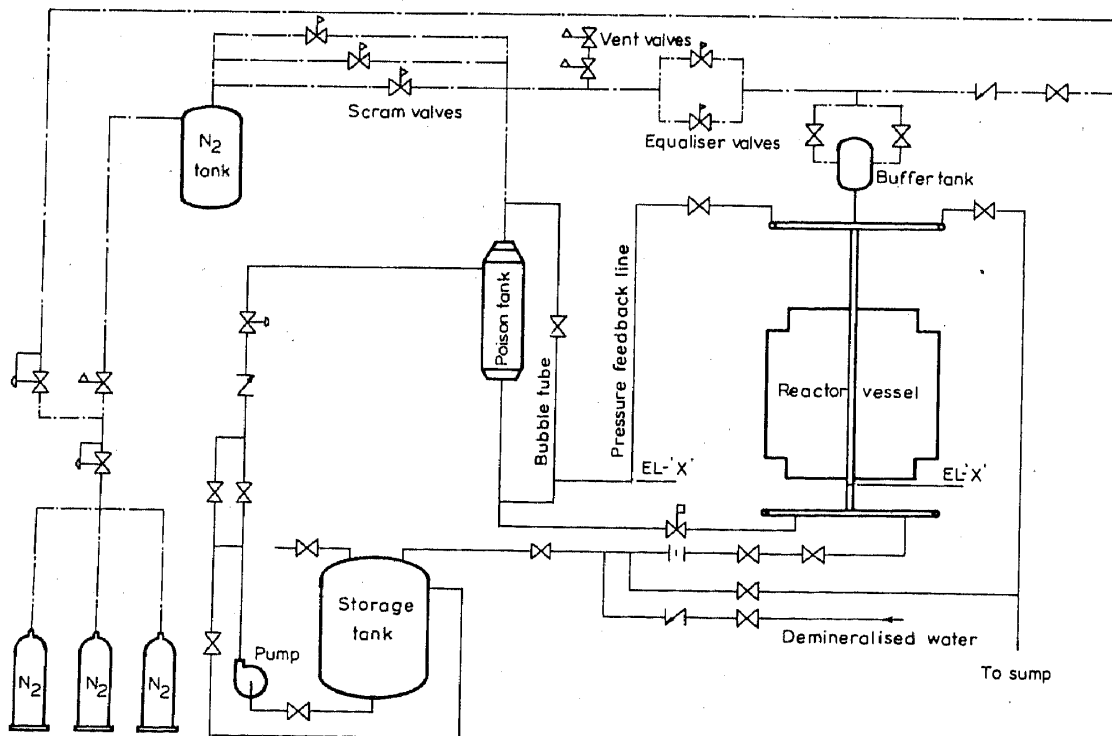 Vent valves
Scram valves
N2
tank
Equaliser valves
Buffer tank
Poison tank
Bubble tube
Pressure feedback line
Reactor vessel
EL-'X'
EL-'X'
Storage
tank
Pump
Demineralised water
To sump
N2
N2
N2